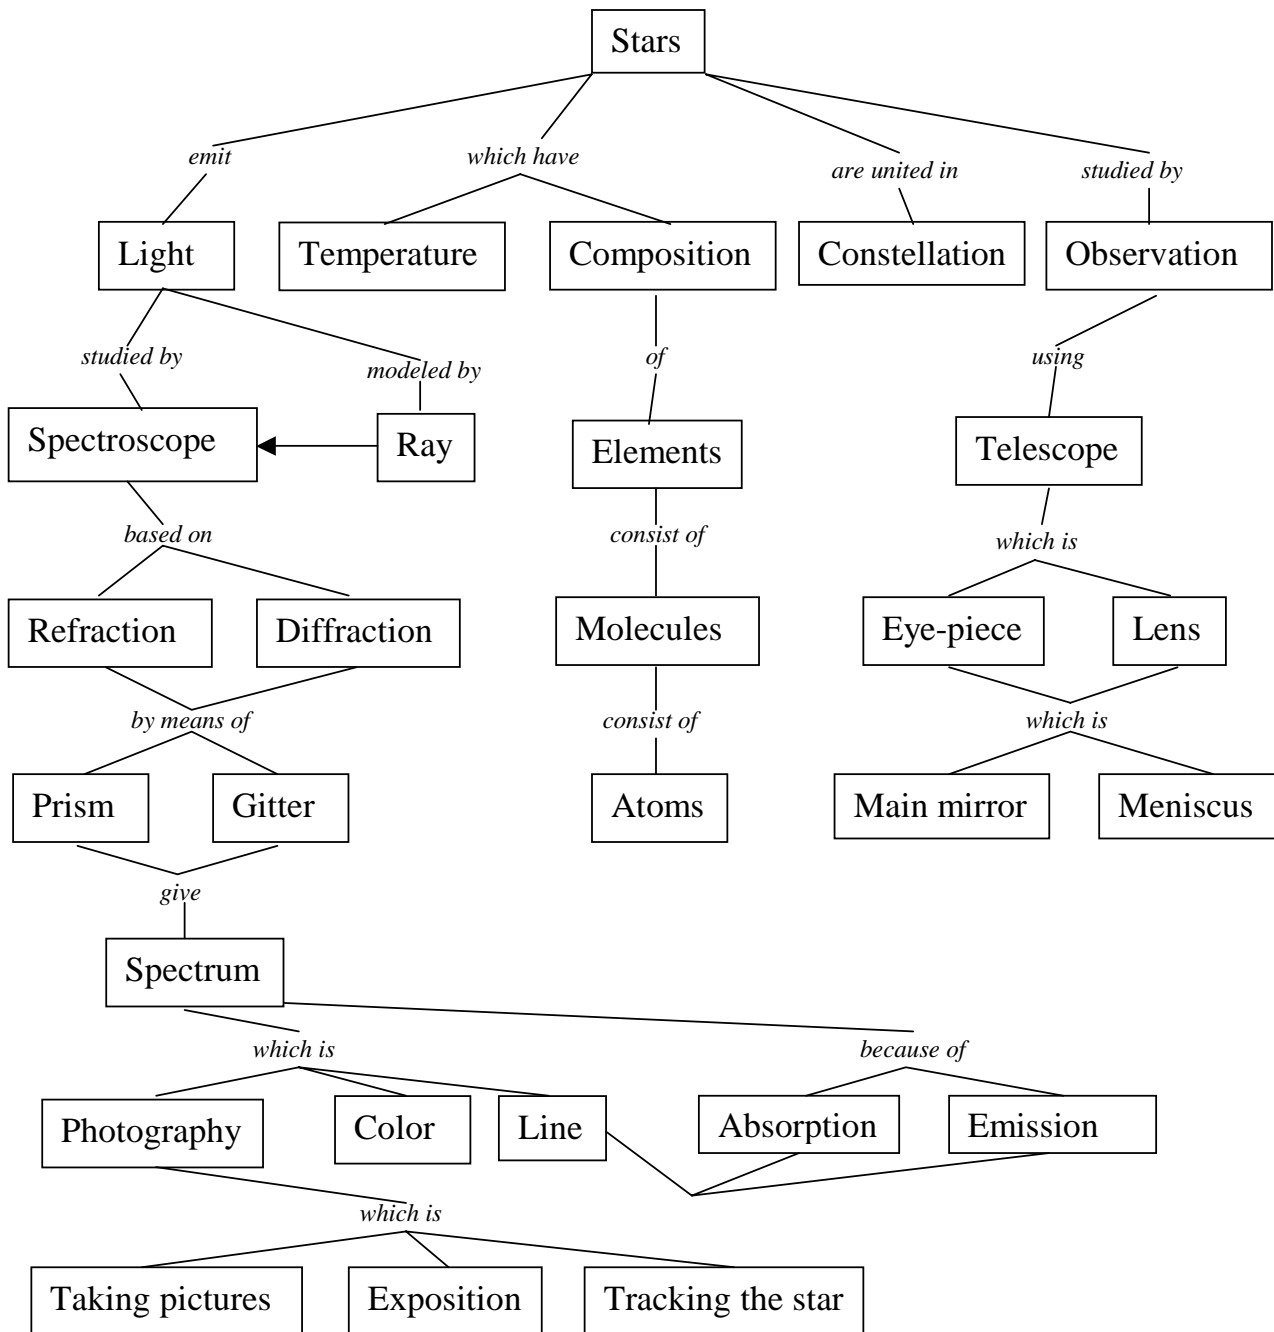 Stars
emit
which have
are united in
studied by
Light
Temperature
Composition
Constellation
Observation
studied by
modeled by
of
using
Spectroscope
Ray
Elements
Telescope
based on
consist of
which is
Refraction
Diffraction
Molecules
Eye-piece
Lens
by means of
consist of
which is
Prism
Gitter
Atoms
Main mirror
Meniscus
give
Spectrum
which is
because of
Photography
Color
Line
Absorption
Emission
which is
Taking pictures
Exposition
Tracking the star